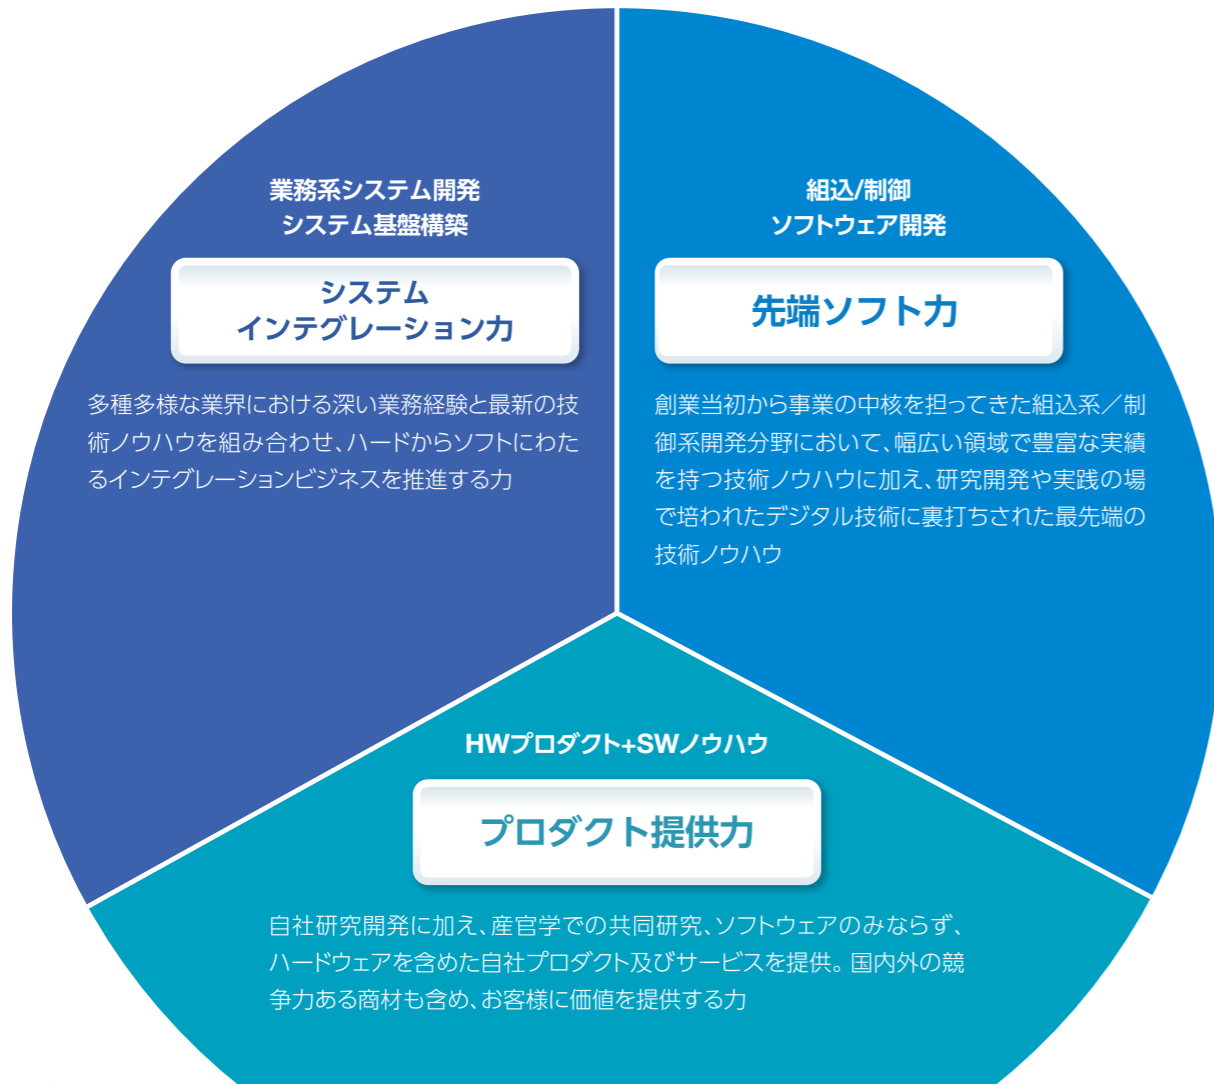 業務系システム開発
システム基盤構築
システム
インテグレーション力
多種多様な業界における深い業務経験と最新の技
術ノウハウを組み合わせ、ハードからソフトにわた
るインテグレーションビジネスを推進する力
組込/制御
ソフトウェア開発
先端ソフト力
創業当初から事業の中核を担ってきた組込系／制
御系開発分野において、幅広い領域で豊富な実績
を持つ技術ノウハウに加え、研究開発や実践の場
で培われたデジタル技術に裏打ちされた最先端の
技術ノウハウ
HWプロダクト+SWノウハウ
プロダクト提供力
自社研究開発に加え、産官学での共同研究、ソフトウェアのみならず、
ハードウェアを含めた自社プロダクト及びサービスを提供。国内外の競
争力ある商材も含め、お客様に価値を提供する力